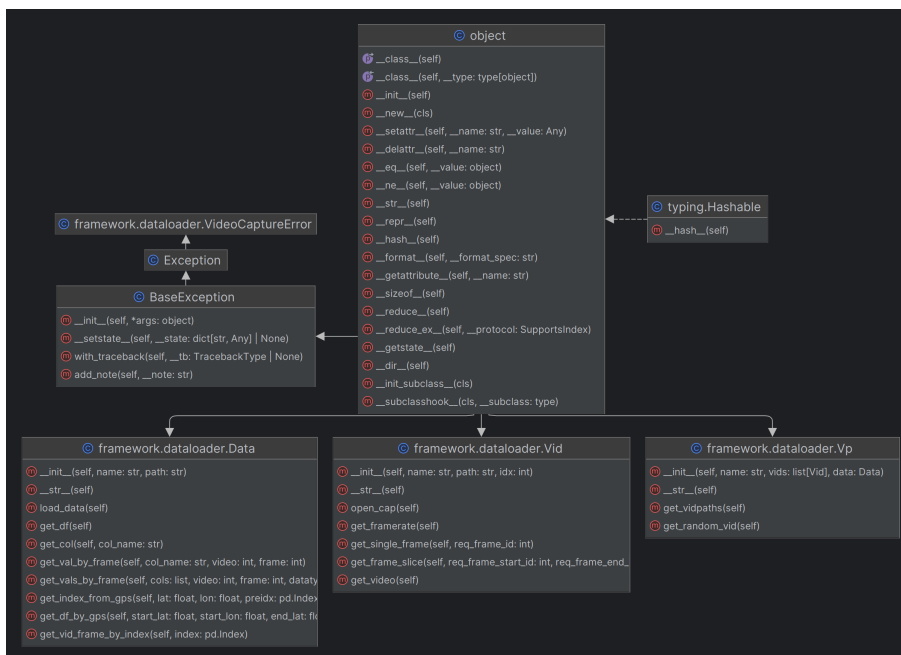 object
__class__(self)
__class__(self, __type: type[object])
__init__(self)
__new__(cls)
__setattr__(self, __name: str, __value: Any)
__delattr__(self, __name: str)
__eq__(self, __value: object)
__ne__(self, __value: object)
__str__(self)
__repr__(self)
__hash__(self)
__format__(self, __format_spec: str)
__getattribute__(self, __name: str)
__sizeof__(self)
__reduce__(self)
__reduce_ex__(self, __protocol: SupportsIndex)
__getstate__(self)
__dir__(self)
__init_subclass__(cls)
__subclasshook__(cls, __subclass: type)
typing.Hashable
__hash__(self)
framework.dataloader.VideoCaptureError
Exception
BaseException
__init__(self, *args: object)
__setstate__(self, __state: dict[str, Any] | None)
with_traceback(self, __tb: TracebackType | None)
add_note(self, __note: str)
framework.dataloader.Data
__init__(self, name: str, path: str)
__str__(self)
load_data(self)
get_df(self)
get_col(self, col_name: str)
get_val_by_frame(self, col_name: str, video: int, frame: int)
get_vals_by_frame(self, cols: list, video: int, frame: int, dataty
get_index_from_gps(self, lat: float, lon: float, preidx: pd.Index
get_df_by_gps(self, start_lat: float, start_lon: float, end_lat: flo
get_vid_frame_by_index(self, index: pd.Index)
framework.dataloader.Vid
__init__(self, name: str, path: str, idx: int)
__str__(self)
open_cap(self)
get_framerate(self)
get_single_frame(self, req_frame_id: int)
get_frame_slice(self, req_frame_start_id: int, req_frame_end_
get_video(self)
framework.dataloader.Vp
__init__(self, name: str, vids: list[Vid], data: Data)
__str__(self)
get_vidpaths(self)
get_random_vid(self)